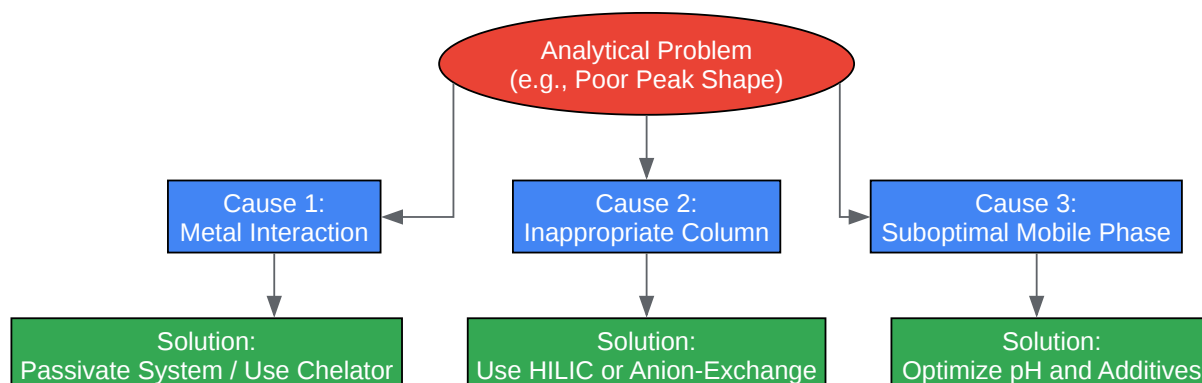 Analytical Problem
(e.g., Poor Peak Shape)
Cause 1:
Metal Interaction
Cause 2:
Inappropriate Column
Cause 3:
Suboptimal Mobile Phase
Solution:
Passivate System / Use Chelator
Solution:
Use HILIC or Anion-Exchange
Solution:
Optimize pH and Additives